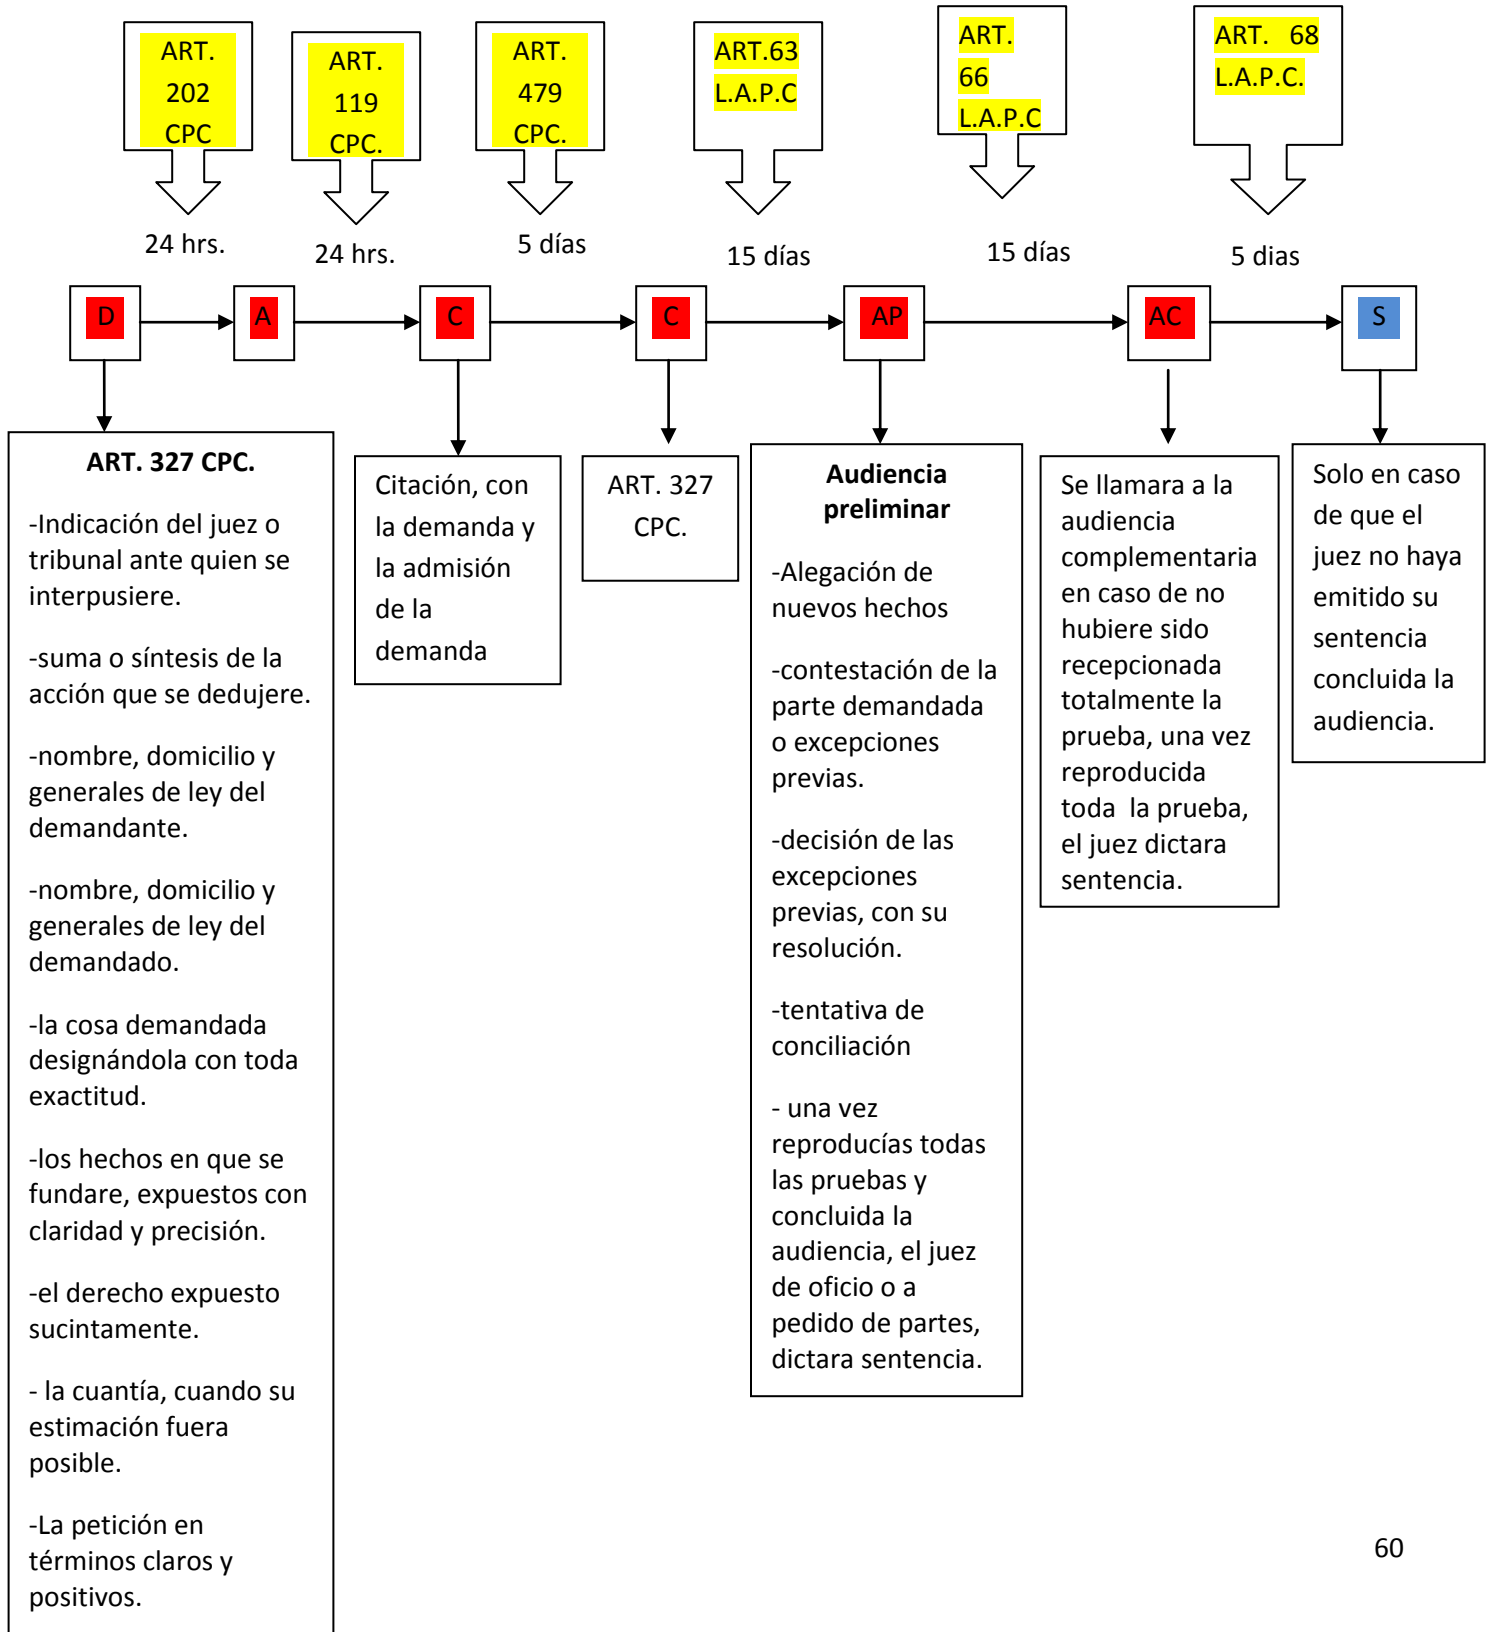 ART.
202
CPC
ART.
119
CPC.
ART.
479
CPC.
ART.63
L.A.P.C
ART.
66
L.A.P.C
ART. 68
L.A.P.C.
24 hrs.
24 hrs.
5 días
15 días
15 días
5 dias
D
A
C
C
AP
AC
S
ART. 327 CPC.
-Indicación del juez o
tribunal ante quien se
interpusiere.
-suma o síntesis de la
acción que se dedujere.
-nombre, domicilio y
generales de ley del
demandante.
-nombre, domicilio y
generales de ley del
demandado.
-la cosa demandada
designándola con toda
exactitud.
-los hechos en que se
fundare, expuestos con
claridad y precisión.
-el derecho expuesto
sucintamente.
- la cuantía, cuando su
estimación fuera
posible.
-La petición en
términos claros y
positivos.
Citación, con
la demanda y
la admisión
de la
demanda
ART. 327
CPC.
Audiencia
preliminar
-Alegación de
nuevos hechos
-contestación de la
parte demandada
o excepciones
previas.
-decisión de las
excepciones
previas, con su
resolución.
-tentativa de
conciliación
- una vez
reproducías todas
las pruebas y
concluida la
audiencia, el juez
de oficio o a
pedido de partes,
dictara sentencia.
Se llamara a la
audiencia
complementaria
en caso de no
hubiere sido
recepcionada
totalmente la
prueba, una vez
reproducida
toda la prueba,
el juez dictara
sentencia.
Solo en caso
de que el
juez no haya
emitido su
sentencia
concluida la
audiencia.
60